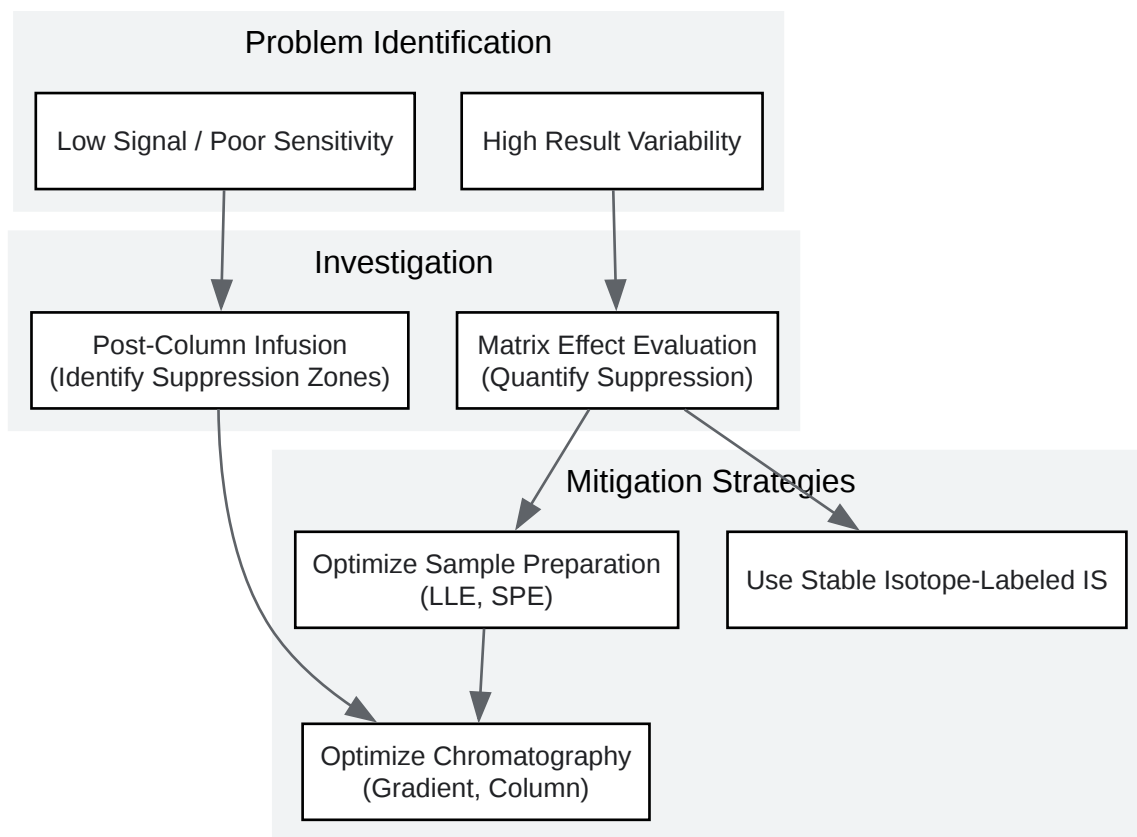 Problem Identification
Low Signal / Poor Sensitivity
High Result Variability
Investigation
Post-Column Infusion
(Identify Suppression Zones)
Matrix Effect Evaluation
(Quantify Suppression)
Mitigation Strategies
Optimize Sample Preparation
(LLE, SPE)
Use Stable Isotope-Labeled IS
Optimize Chromatography
(Gradient, Column)